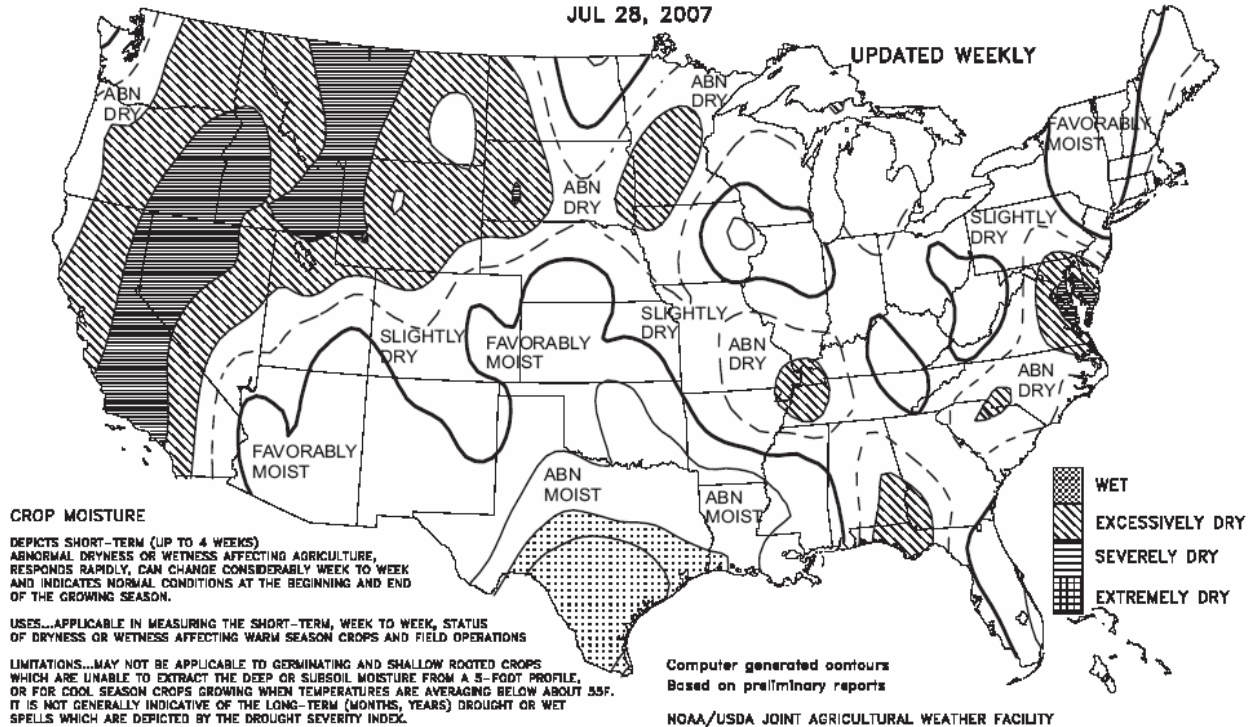 JUL 28, 2007
UPDATED WEEKLY
ABN
DRY
ABN
DRY
FAVORABLY
MOIST
ABN
DRY
SLIGHTLY
DRY
SLIGHTLY
DRY
SLIGHTLY
DRY
FAVORABLY
MOIST
ABN
DRY
ABN
DRY
FAVORABLY
MOIST
ABN
MOIST
ABN
MOIST
WET
EXCESSIVELY DRY
SEVERELY DRY
EXTREMELY DRY
CROP MOISTURE
DEPICTS SHORT-TERM (UP TO 4 WEEKS)
ABNORMAL DRYNESS OR WETNESS AFFECTING AGRICULTURE,
RESPONDS RAPIDLY, CAN CHANGE CONSIDERABLY WEEK TO WEEK
AND INDICATES NORMAL CONDITIONS AT THE BEGINNING AND END
OF THE GROWING SEASON.
USES...APPLICABLE IN MEASURING THE SHORT-TERM, WEEK TO WEEK, STATUS
OF DRYNESS OR WETNESS AFFECTING WARM SEASON CROPS AND FIELD OPERATIONS
LIMITATIONS...MAY NOT BE APPLICABLE TO GERMINATING AND SHALLOW ROOTED CROPS
WHICH ARE UNABLE TO EXTRACT THE DEEP OR SUBSOIL MOISTURE FROM A 5-FOOT PROFILE,
OR FOR COOL SEASON CROPS GROWING WHEN TEMPERATURES ARE AVERAGING BELOW ABOUT 55F.
IT IS NOT GENERALLY INDICATIVE OF THE LONG-TERM (MONTHS, YEARS) DROUGHT OR WET
SPELLS WHICH ARE DEPICTED BY THE DROUGHT SEVERITY INDEX.
Computer generated contours
Based on preliminary reports
NOAA/USDA JOINT AGRICULTURAL WEATHER FACILITY